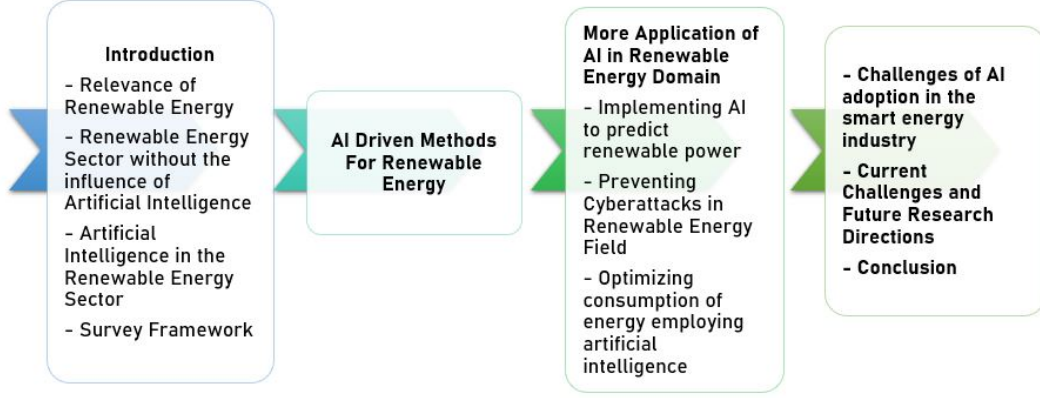 Introduction
- Relevance of
Renewable Energy
- Renewable Energy
Sector without the
influence of
Artificial Intelligence
- Artificial
Intelligence in the
Renewable Energy
Sector
- Survey Framework
AI Driven Methods
For Renewable
Energy
More Application of
AI in Renewable
Energy Domain
- Implementing AI
to predict
renewable power
- Preventing
Cyberattacks in
Renewable Energy
Field
- Optimizing
consumption of
energy employing
artificial
intelligence
- Challenges of AI
adoption in the
smart energy
industry
- Current
Challenges and
Future Research
Directions
- Conclusion